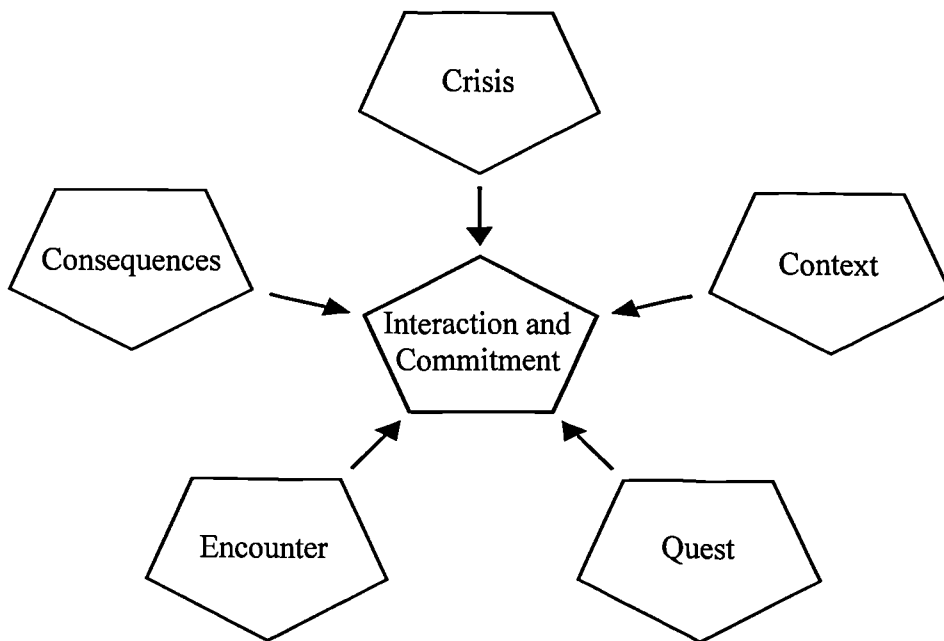 Crisis
Consequences
Context
Interaction and
Commitment
Encounter
Quest